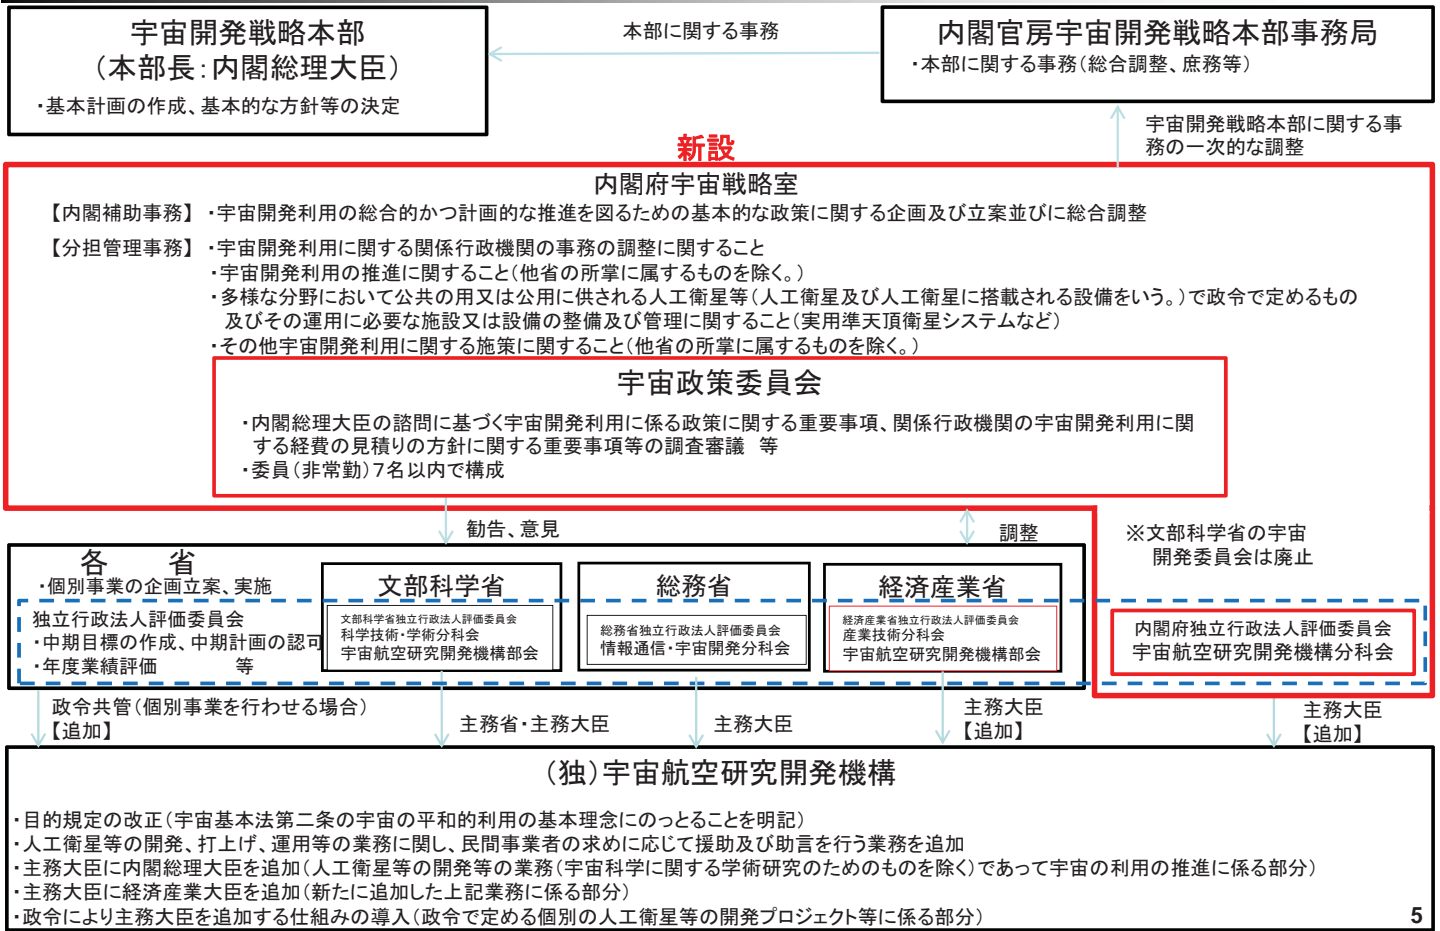 宇宙開発戦略本部
（本部長：内閣総理大臣）
・基本計画の作成、基本的な方針等の決定
本部に関する事務
内閣官房宇宙開発戦略本部事務局
・本部に関する事務（総合調整、庶務等）
宇宙開発戦略本部に関する事
務の一次的な調整
新設
内閣府宇宙戦略室
【内閣補助事務】・宇宙開発利用の総合的かつ計画的な推進を図るための基本的な政策に関する企画及び立案並びに総合調整
【分担管理事務】・宇宙開発利用に関する関係行政機関の事務の調整に関すること
・宇宙開発利用の推進に関すること（他省の所掌に属するものを除く。）
・多様な分野において公共の用又は公用に供される人工衛星等（人工衛星及び人工衛星に搭載される設備をいう。）で政令で定めるもの
及びその運用に必要な施設又は設備の整備及び管理に関すること（実用準天頂衛星システムなど）
・その他宇宙開発利用に関する施策に関すること（他省の所掌に属するものを除く。）
宇宙政策委員会
・内閣総理大臣の諮問に基づく宇宙開発利用に係る政策に関する重要事項、関係行政機関の宇宙開発利用に関
する経費の見積りの方針に関する重要事項等の調査審議　等
・委員（非常勤）７名以内で構成
勧告、意見
調整
※文部科学省の宇宙
開発委員会は廃止
各　省
・個別事業の企画立案、実施
独立行政法人評価委員会
・中期目標の作成、中期計画の認可
・年度業績評価　　　等
文部科学省
文部科学省独立行政法人評価委員会
科学技術・学術分科会
宇宙航空研究開発機構部会
総務省
総務省独立行政法人評価委員会
情報通信・宇宙開発分科会
経済産業省
経済産業省独立行政法人評価委員会
産業技術分科会
宇宙航空研究開発機構部会
内閣府独立行政法人評価委員会
宇宙航空研究開発機構分科会
政令共管（個別事業を行わせる場合）
【追加】
主務省・主務大臣
主務大臣
主務大臣
【追加】
主務大臣
【追加】
（独）宇宙航空研究開発機構
・目的規定の改正（宇宙基本法第二条の宇宙の平和的利用の基本理念にのっとることを明記）
・人工衛星等の開発、打上げ、運用等の業務に関し、民間事業者の求めに応じて援助及び助言を行う業務を追加
・主務大臣に内閣総理大臣を追加（人工衛星等の開発等の業務（宇宙科学に関する学術研究のためのものを除く）であって宇宙の利用の推進に係る部分）
・主務大臣に経済産業大臣を追加（新たに追加した上記業務に係る部分）
・政令により主務大臣を追加する仕組みの導入（政令で定める個別の人工衛星等の開発プロジェクト等に係る部分）
5